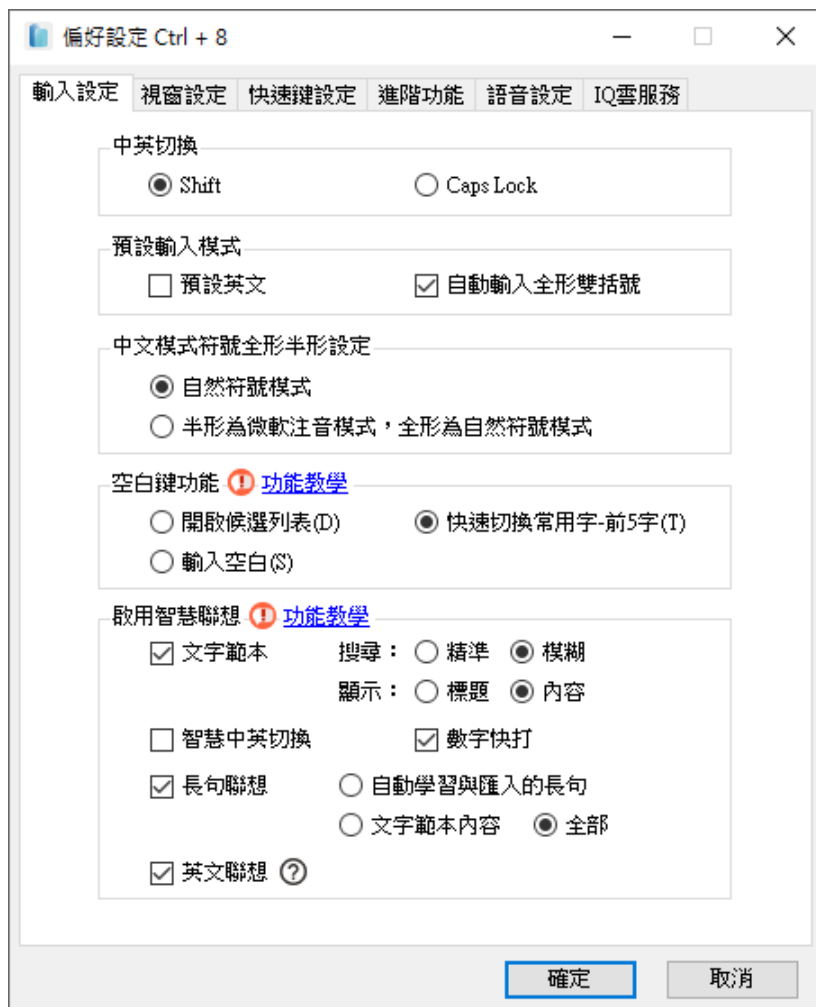 偏好設定 Ctrl + 8
輸入設定 視窗設定 快速鍵設定 進階功能 語音設定 IQ雲服務
中英切換
Shift Caps Lock
預設輸入模式
預設英文 自動輸入全形雙括號
中文模式符號全形半形設定
自然符號模式
半形為微軟注音模式，全形為自然符號模式
空白鍵功能 功能教學
開啟候選列表(D) 快速切換常用字-前5字(T)
輸入空白(S)
啟用智慧聯想 功能教學
文字範本 搜尋： 精準 模糊
顯示： 標題 內容
智慧中英切換 數字快打
長句聯想 自動學習與匯入的長句
文字範本內容 全部
英文聯想 ?
確定 取消